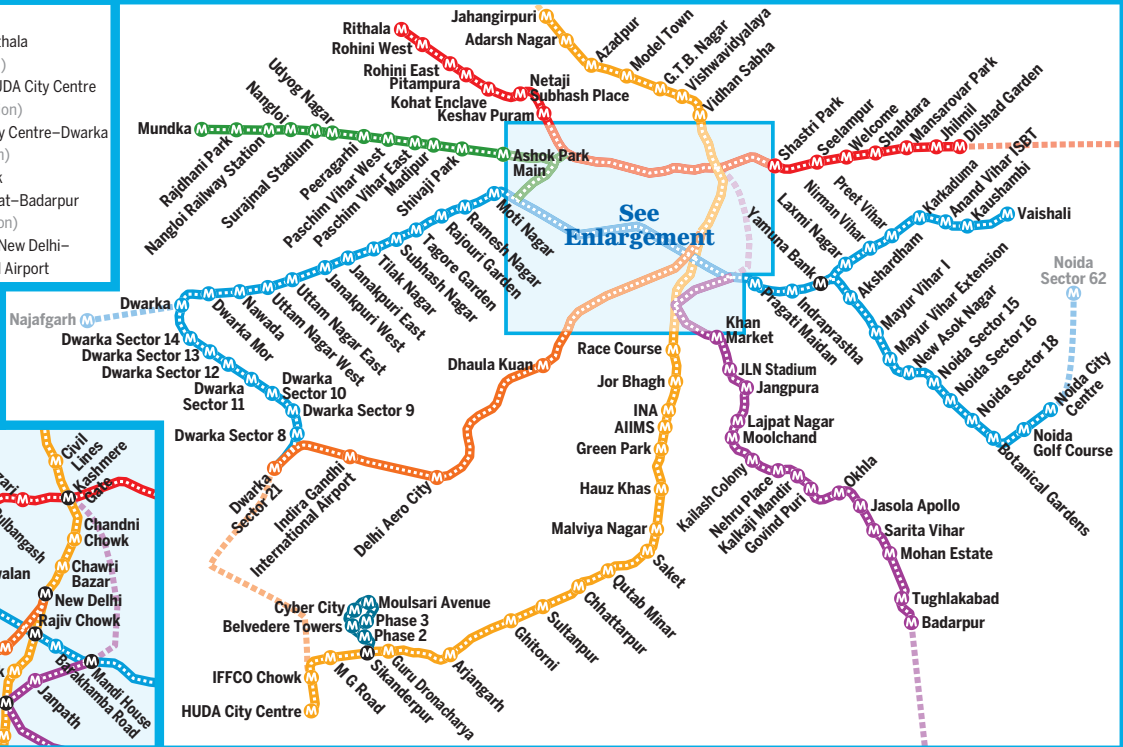 thala
)
UDA City Centre
on)
y Centre–Dwarka
n)
k
at–Badarpur
on)
New Delhi–
l Airport
Jahangirpuri
Adarsh Nagar
Azadpur
Model Town
G.T.B. Nagar
Vishwavidyalaya
Vidhan Sabha
Rithala
Rohini West
Rohini East
Pitampura
Kohat Enclave
Netaji
Subhash Place
Keshav Puram
Mundka
Rajdhani Park
Nangloi Railway Station
Nangloi
Surajmal Stadium
Udyog Nagar
Peeragarhi
Paschim Vihar West
Paschim Vihar East
Madipur
Shivaji Park
Ashok Park
Main
See
Enlargement
Shastri Park
Seelampur
Welcome
Shahdara
Mansarovar Park
Jhilmil
Dilshad Garden
Moti Nagar
Ramesh Nagar
Rajouri Garden
Tagore Garden
Subhash Nagar
Tilak Nagar
Janakpuri East
Janakpuri West
Uttam Nagar East
Uttam Nagar West
Nawada
Dwarka Mor
Dwarka
Najafgarh
Dwarka Sector 14
Dwarka Sector 13
Dwarka Sector 12
Dwarka
Sector 11
Dwarka
Sector 10
Dwarka Sector 9
Dwarka Sector 8
Dwarka
Sector 21
Indira Gandhi
International Airport
Delhi Aero City
Dhaula Kuan
Yamuna Bank
Laxmi Nagar
Nirman Vihar
Preet Vihar
Karkaduma
Anand Vihar ISBT
Kaushambi
Vaishali
Pragati Maidan
Indraprastha
Akshardham
Mayur Vihar I
Mayur Vihar Extension
New Asok Nagar
Noida Sector 15
Noida Sector 16
Noida Sector 18
Botanical Gardens
Noida
Golf Course
Noida City
Centre
Noida
Sector 62
Khan
Market
JLN Stadium
Jangpura
Lajpat Nagar
Moolchand
Kailash Colony
Nehru Place
Kalkaji Mandir
Govind Puri
Okhla
Jasola Apollo
Sarita Vihar
Mohan Estate
Tughlakabad
Badarpur
Race Course
Jor Bhagh
INA
AIIMS
Green Park
Hauz Khas
Malviya Nagar
Saket
Qutab Minar
Chhattarpur
Sultanpur
Ghitorni
Arjangarh
Guru Dronacharya
Sikanderpur
M G Road
IFFCO Chowk
HUDA City Centre
Cyber City
Belvedere Towers
Moulsari Avenue
Phase 3
Phase 2
Civil
Lines
Kashmere
Gate
zari
ulbangash
Chandni
Chowk
walan
Chawri
Bazar
New Delhi
Rajiv Chowk
k
Barakhamba Road
Mandi House
Janpath